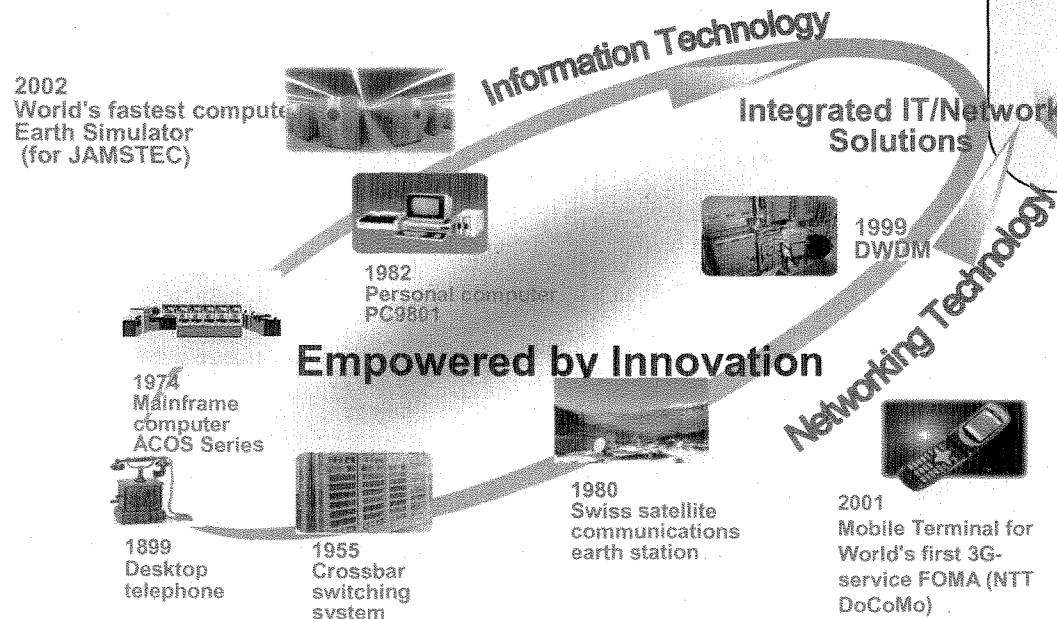 Information Technology
2002
World's fastest compute
Earth Simulator
(for JAMSTEC)
Integrated IT/Network
Solutions
1982
Personal computer
PC9801
1999
DWDM
Networking Technology
Empowered by Innovation
1974
Mainframe
computer
ACOS Series
1899
Desktop
telephone
1955
Crossbar
switching
system
1980
Swiss satellite
communications
earth station
2001
Mobile Terminal for
World's first 3G-
service FOMA (NTT
DoCoMo)